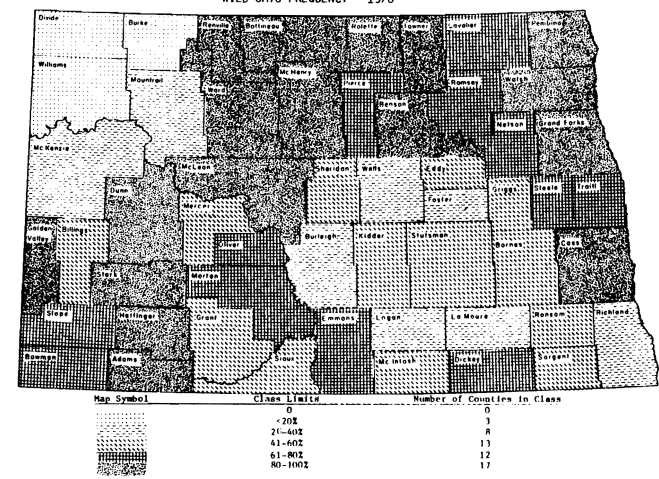 WILD OATS FREQUENCY - 1978
Divide
Burke
Renville
Bottineau
Rolette
Towner
Cavalier
Pembina
Williams
Mountrail
Ward
McHenry
Pierce
Benson
Ramsey
Walsh
Nelson
Grand Forks
McKenzie
Dunn
McLean
Sheridan
Wells
Eddy
Foster
Griggs
Steele
Traill
Golden
Valley
Billings
Mercer
Oliver
Burleigh
Kidder
Stutsman
Barnes
Cass
Stark
Morton
Slope
Hettinger
Grant
Emmons
Logan
La Moure
Ransom
Richland
Bowman
Adams
Sioux
Mc Intosh
Dickey
Sargent
Map Symbol Class Limits Number of Counties in Class
0 0
<20% 3
20-40% 8
41-60% 13
61-80% 12
80-100% 17